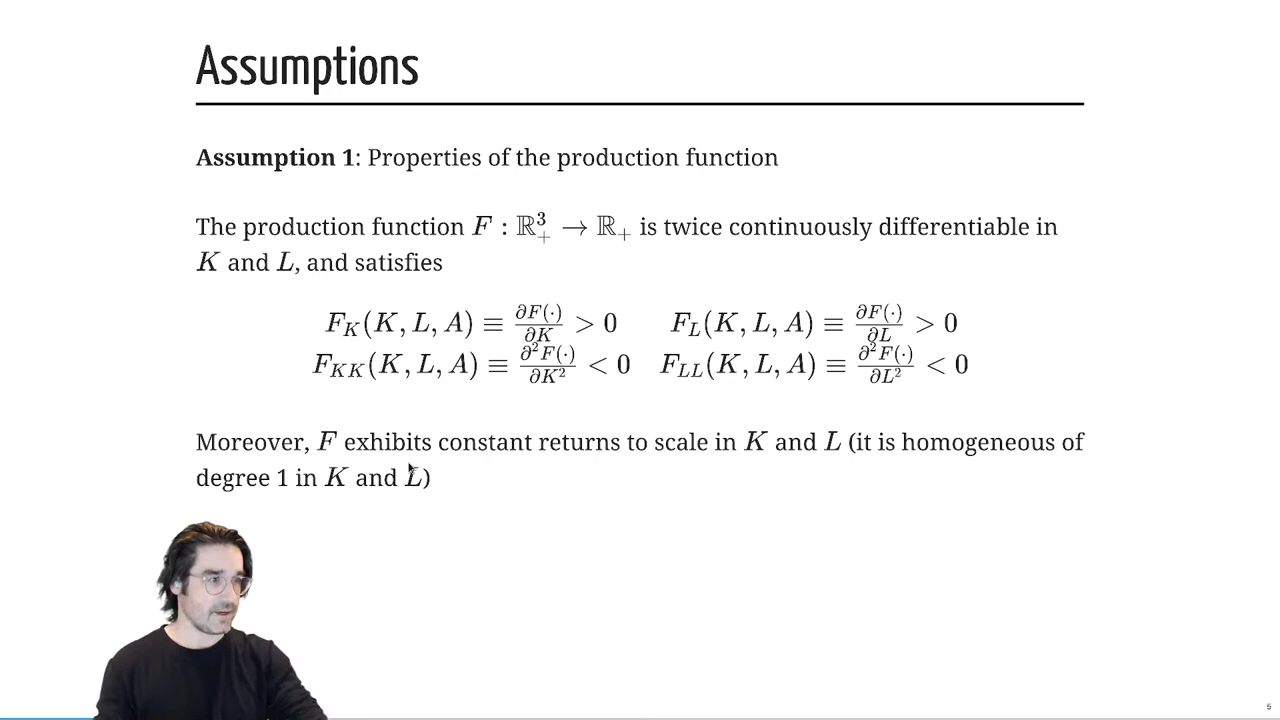 Assumptions
Assumption 1: Properties of the production function
The production function F : ℝ³₊ → ℝ₊ is twice continuously differentiable in
K and L, and satisfies
F_K(K, L, A) ≡ ∂F(·)/∂K > 0 F_L(K, L, A) ≡ ∂F(·)/∂L > 0
F_KK(K, L, A) ≡ ∂²F(·)/∂K² < 0 F_LL(K, L, A) ≡ ∂²F(·)/∂L² < 0
Moreover, F exhibits constant returns to scale in K and L (it is homogeneous of
degree 1 in K and L)
5